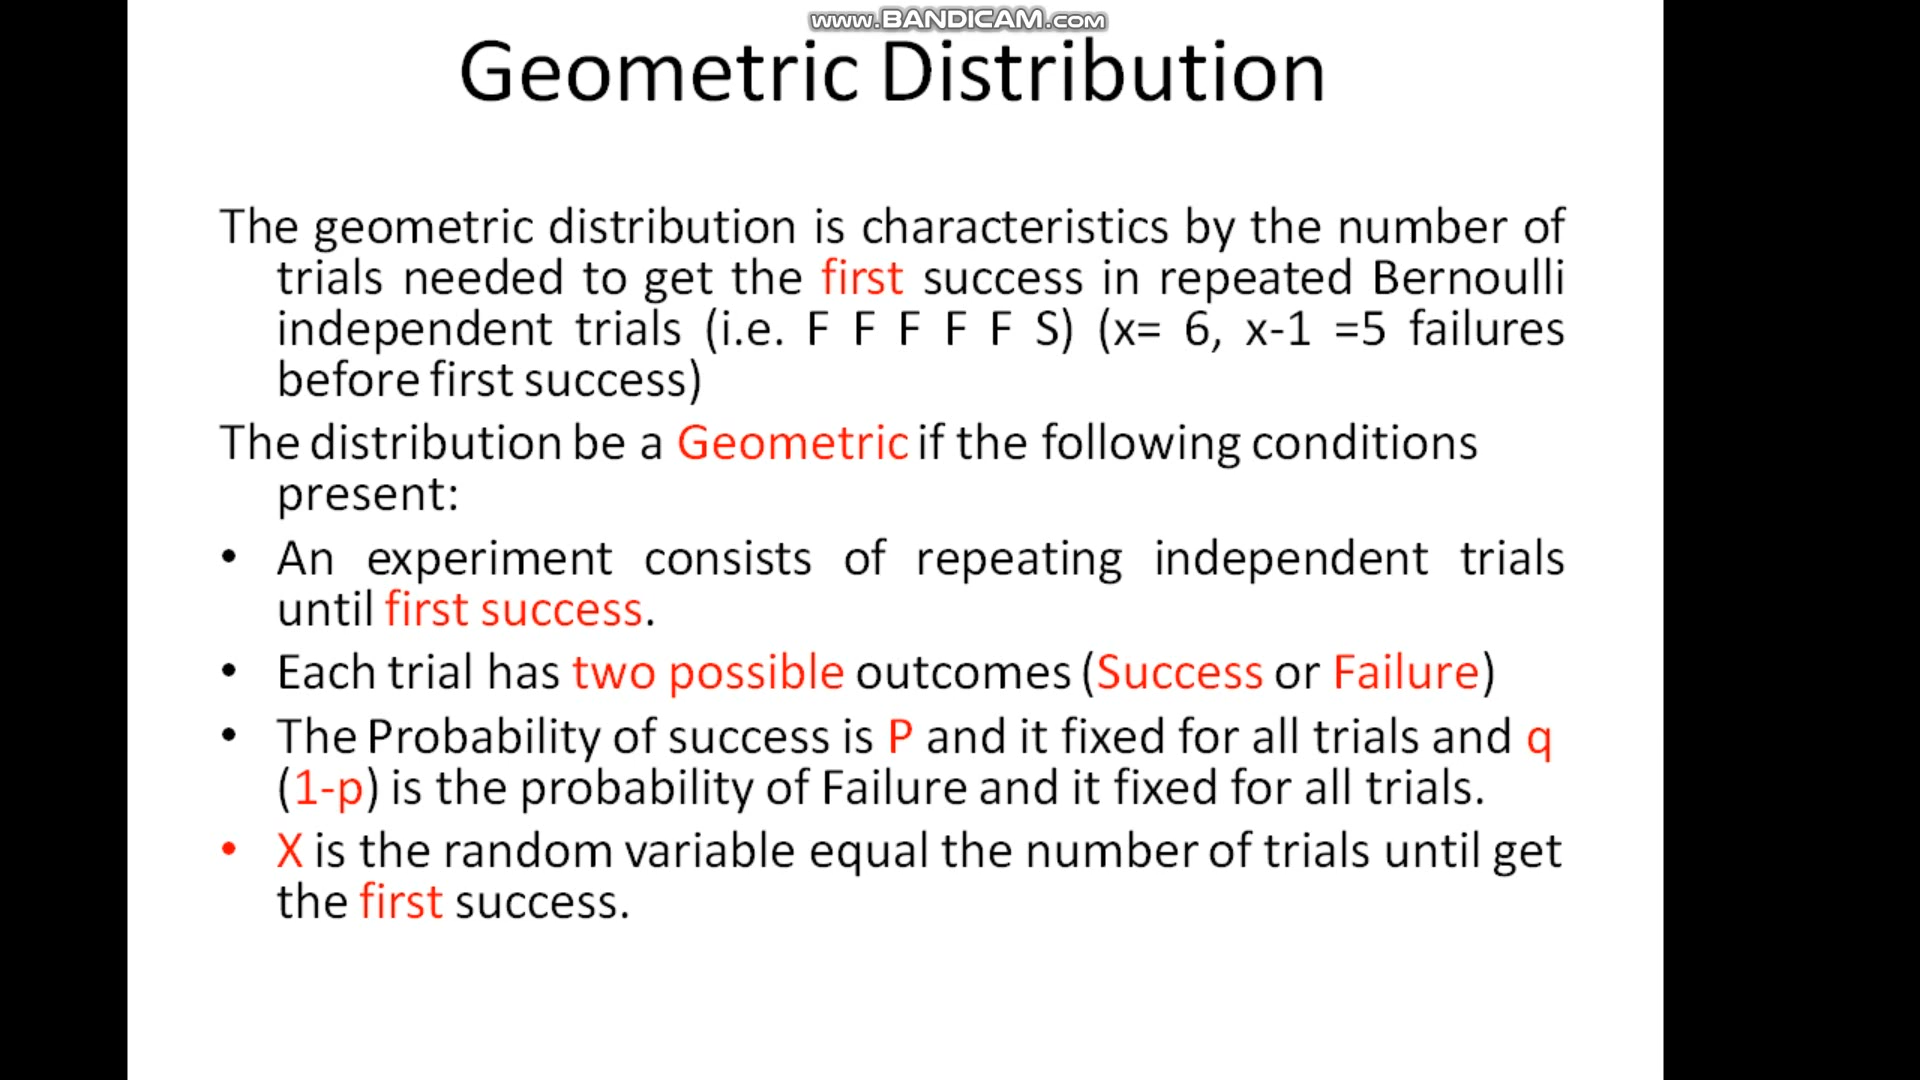 www.BANDICAM.com
Geometric Distribution
The geometric distribution is characteristics by the number of
trials needed to get the first success in repeated Bernoulli
independent trials (i.e. F F F F F S) (x= 6, x-1 =5 failures
before first success)
The distribution be a Geometric if the following conditions
present:
• An experiment consists of repeating independent trials
until first success.
• Each trial has two possible outcomes (Success or Failure)
• The Probability of success is P and it fixed for all trials and q
(1-p) is the probability of Failure and it fixed for all trials.
• X is the random variable equal the number of trials until get
the first success.